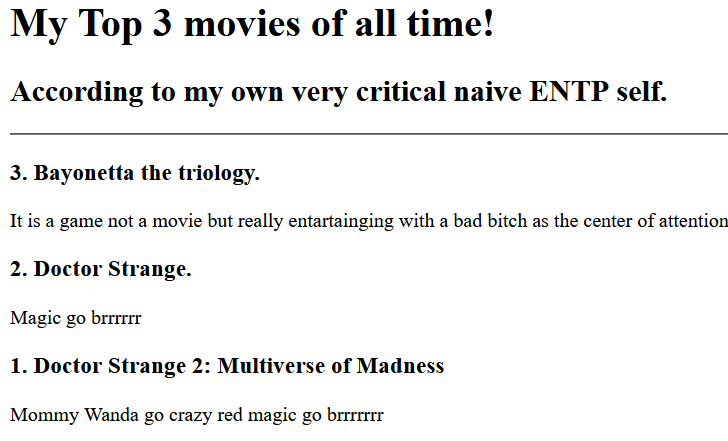 My Top 3 movies of all time!
According to my own very critical naive ENTP self.
3. Bayonetta the triology.
It is a game not a movie but really entartainging with a bad bitch as the center of attention
2. Doctor Strange.
Magic go brrrrrr
1. Doctor Strange 2: Multiverse of Madness
Mommy Wanda go crazy red magic go brrrrrrr